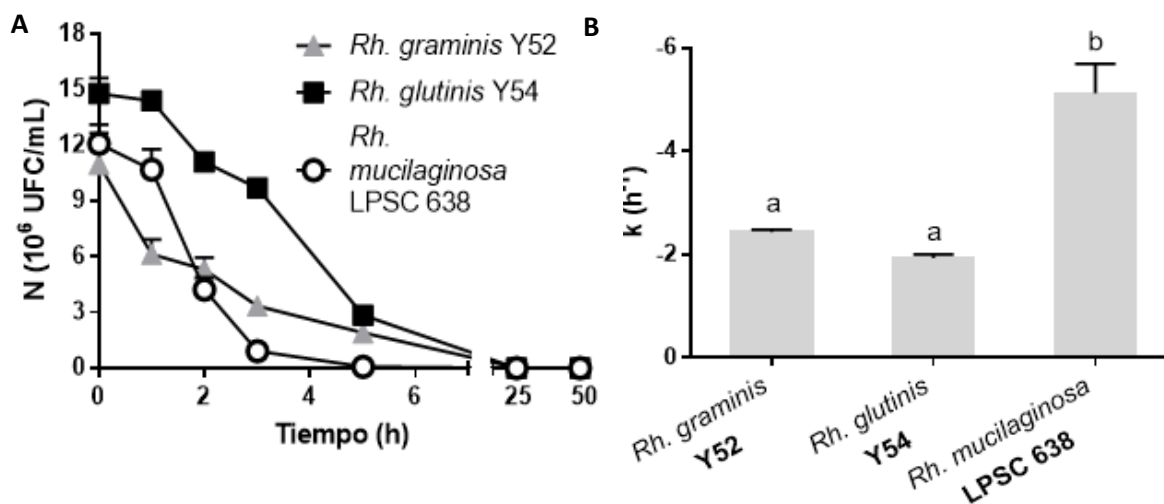 A
18
15
12
9
6
3
0
N (10⁶ UFC/mL)
Rh. graminis Y52
Rh. glutinis Y54
Rh.
mucilaginosa
LPSC 638
0 2 4 6 25 50
Tiempo (h)
B
-6
-4
-2
0
k (h⁻¹)
a
a
b
Rh. graminis
Y52
Rh. glutinis
Y54
Rh. mucilaginosa
LPSC 638